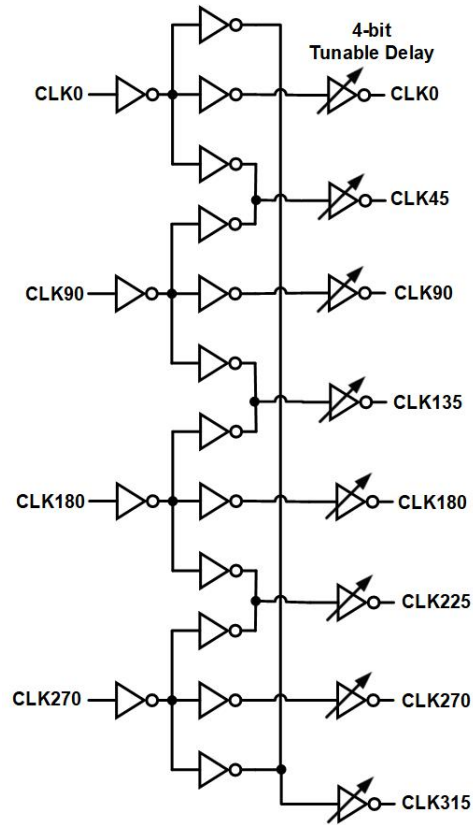 4-bit
Tunable Delay
CLK0
CLK0
CLK45
CLK90
CLK90
CLK135
CLK180
CLK180
CLK225
CLK270
CLK270
CLK315